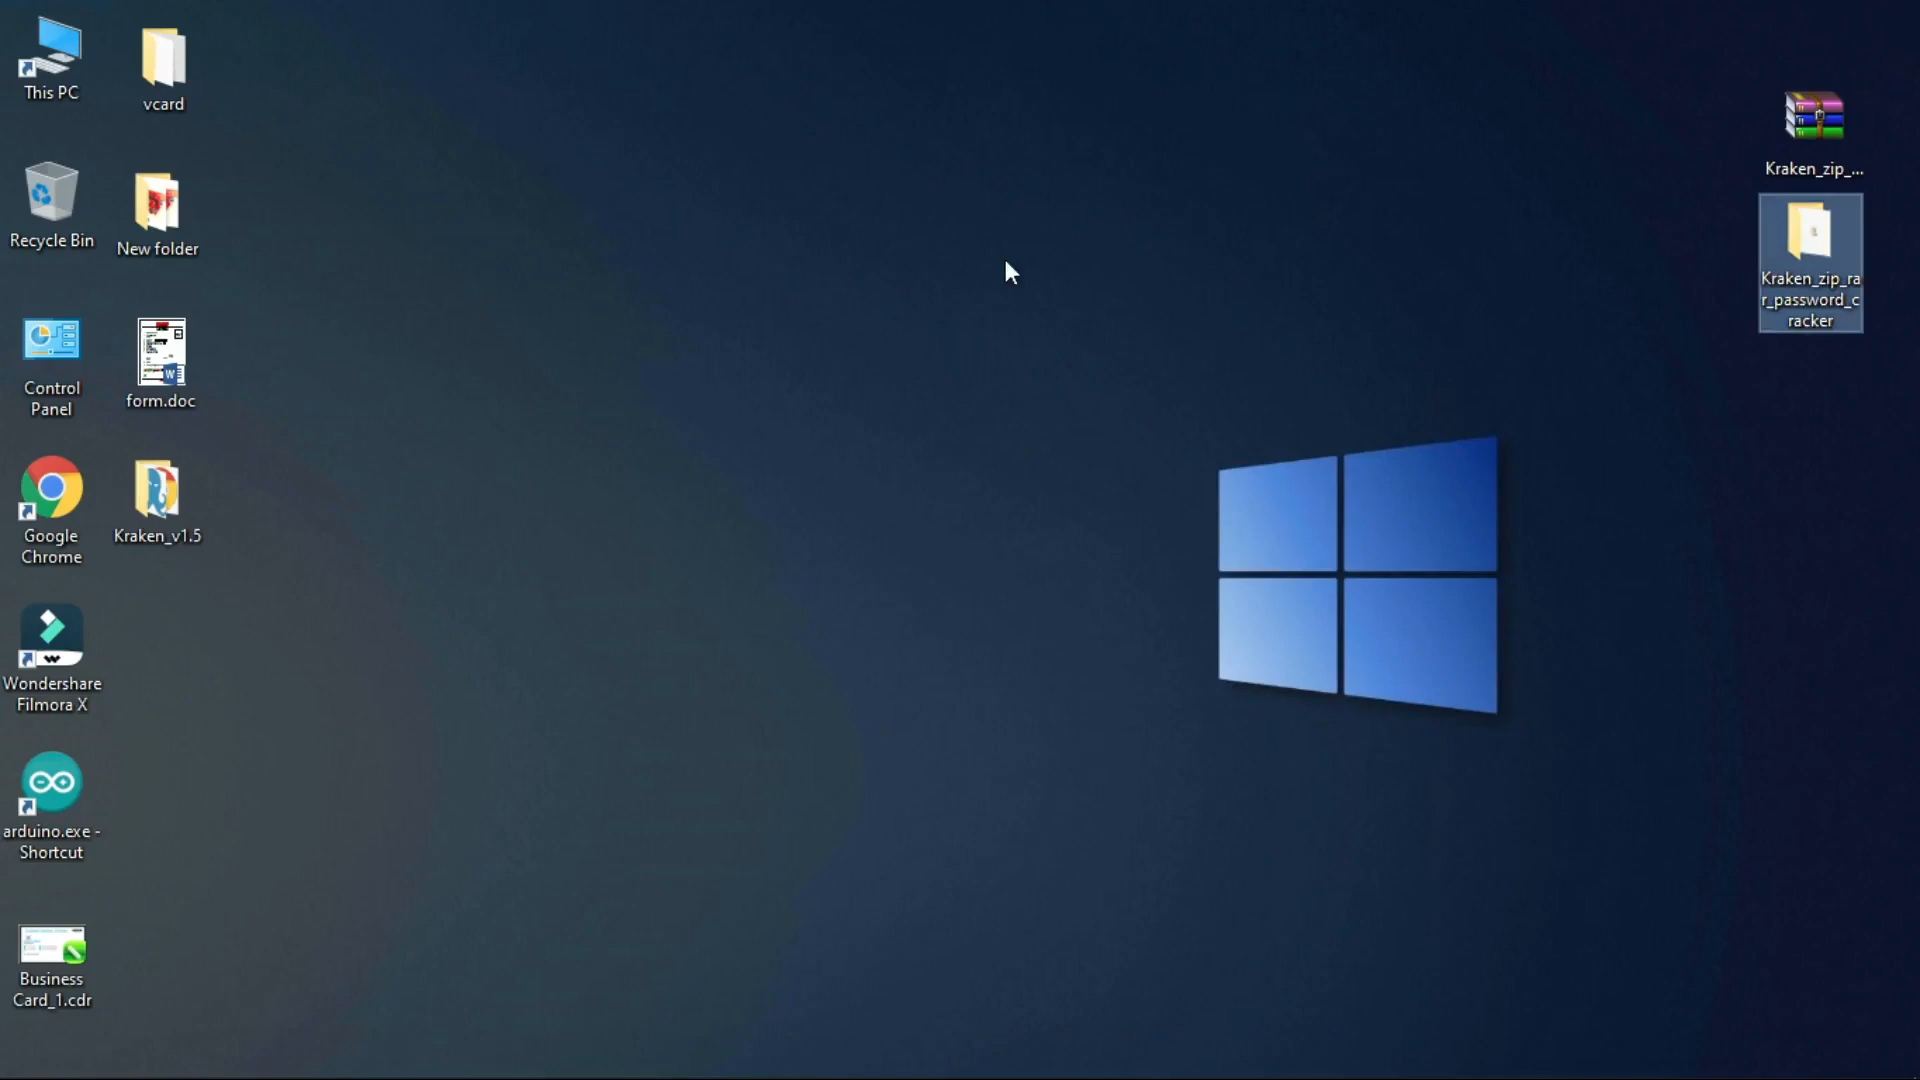 This PC
vcard
Recycle Bin
New folder
Control
Panel
form.doc
Google
Chrome
Kraken_v1.5
Wondershare
Filmora X
arduino.exe -
Shortcut
Business
Card_1.cdr
Kraken_zip_...
Kraken_zip_ra
r_password_c
racker